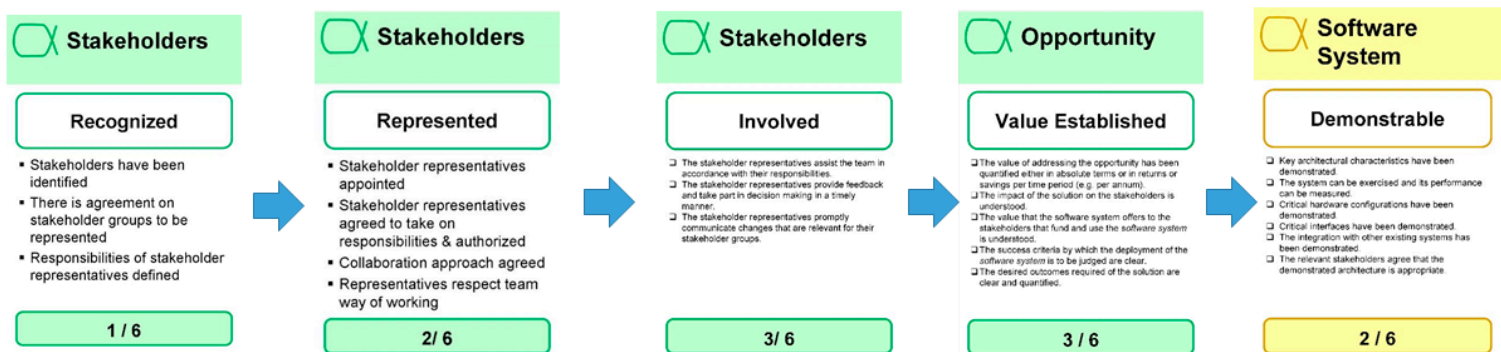 Stakeholders
Recognized
▪ Stakeholders have been
identified
▪ There is agreement on
stakeholder groups to be
represented
▪ Responsibilities of stakeholder
representatives defined
1 / 6
Stakeholders
Represented
▪ Stakeholder representatives
appointed
▪ Stakeholder representatives
agreed to take on
responsibilities & authorized
▪ Collaboration approach agreed
▪ Representatives respect team
way of working
2/ 6
Stakeholders
Involved
❑ The stakeholder representatives assist the team in
accordance with their responsibilities.
❑ The stakeholder representatives provide feedback
and take part in decision making in a timely
manner.
❑ The stakeholder representatives promptly
communicate changes that are relevant for their
stakeholder groups.
3/ 6
Opportunity
Value Established
❑ The value of addressing the opportunity has been
quantified either in absolute terms or in returns or
savings per time period (e.g. per annum).
❑ The impact of the solution on the stakeholders is
understood.
❑ The value that the software system offers to the
stakeholders that fund and use the software system
is understood.
❑ The success criteria by which the deployment of the
software system is to be judged are clear.
❑ The desired outcomes required of the solution are
clear and quantified.
3 / 6
Software
System
Demonstrable
❑ Key architectural characteristics have been
demonstrated.
❑ The system can be exercised and its performance
can be measured.
❑ Critical hardware configurations have been
demonstrated.
❑ Critical interfaces have been demonstrated.
❑ The integration with other existing systems has
been demonstrated.
❑ The relevant stakeholders agree that the
demonstrated architecture is appropriate.
2 / 6